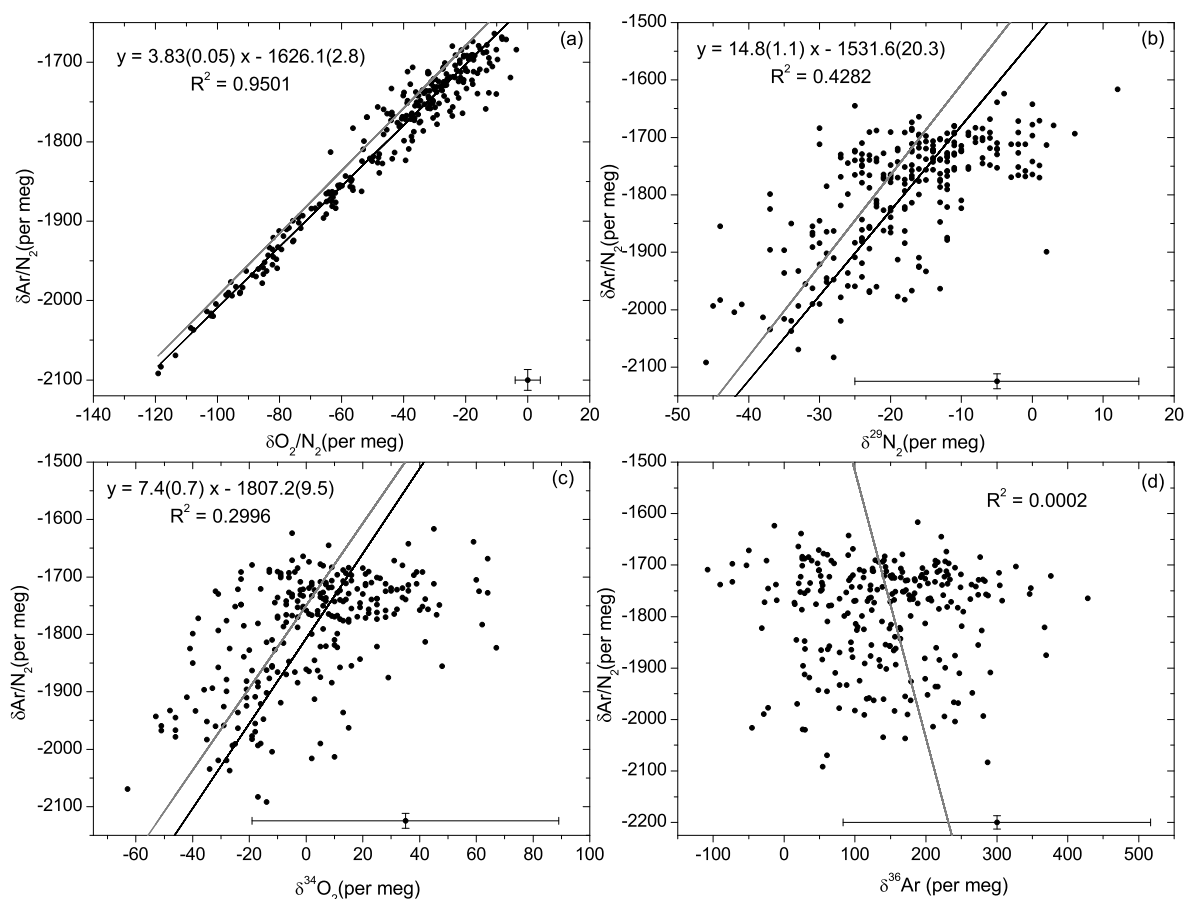 (a)
y = 3.83(0.05) x - 1626.1(2.8)
R² = 0.9501
-1700
-1800
-1900
-2000
-2100
δAr/N₂(per meg)
-140 -120 -100 -80 -60 -40 -20 0 20
δO₂/N₂(per meg)
(b)
y = 14.8(1.1) x - 1531.6(20.3)
R² = 0.4282
-1500
-1600
-1700
-1800
-1900
-2000
-2100
δAr/N₂(per meg)
-50 -40 -30 -20 -10 0 10 20
δ²⁹N₂(per meg)
(c)
y = 7.4(0.7) x - 1807.2(9.5)
R² = 0.2996
-1500
-1600
-1700
-1800
-1900
-2000
-2100
δAr/N₂(per meg)
-60 -40 -20 0 20 40 60 80 100
δ³⁴O₂(per meg)
(d)
R² = 0.0002
-1500
-1600
-1700
-1800
-1900
-2000
-2100
-2200
δAr/N₂(per meg)
-100 0 100 200 300 400 500
δ³⁶Ar (per meg)